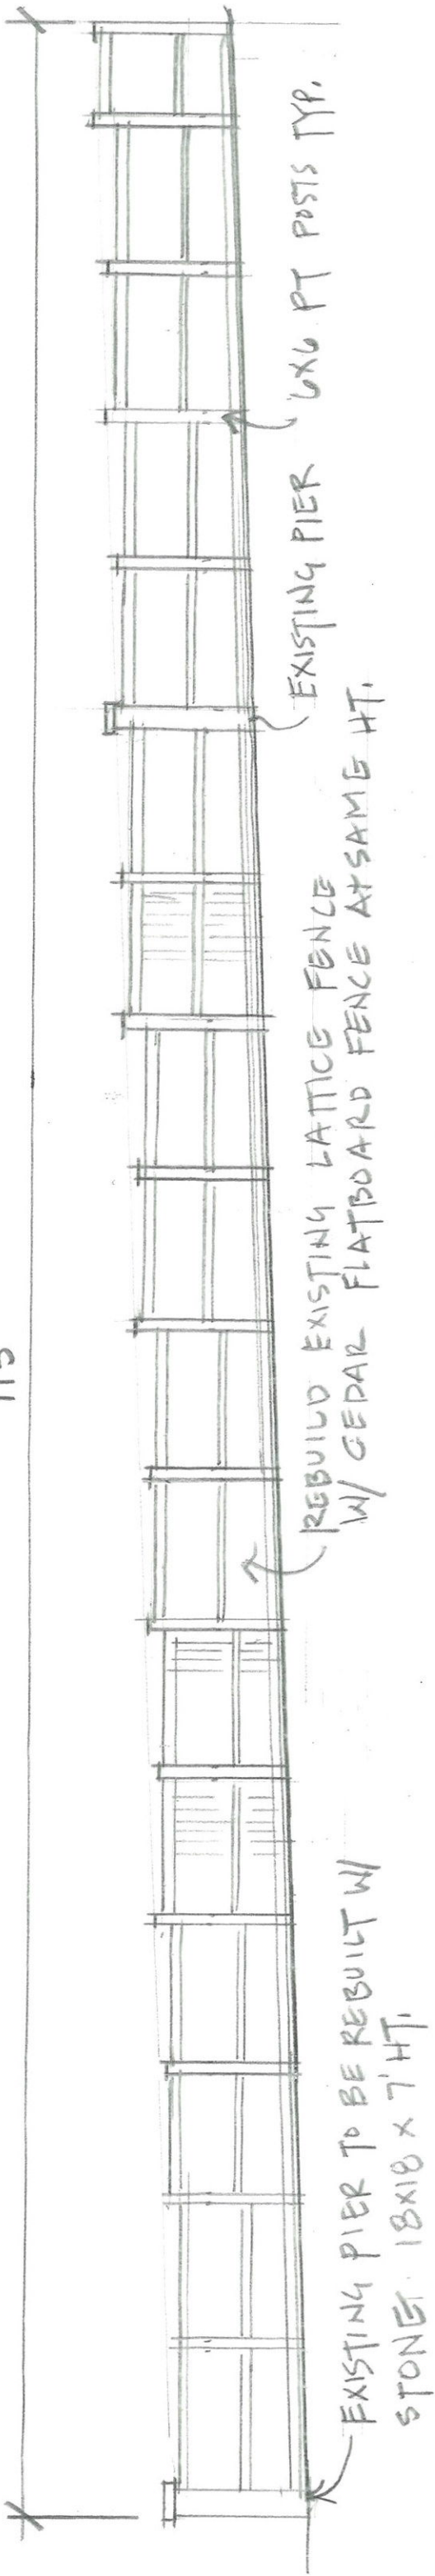 115
EXISTING PIER TO BE REBUILT W/
STONE. 18X18 X 7' HT.
REBUILD EXISTING LATTICE FENCE
W/ CEDAR FLATBOARD FENCE AT SAME HT.
EXISTING PIER
6X6 PT POSTS TYP.